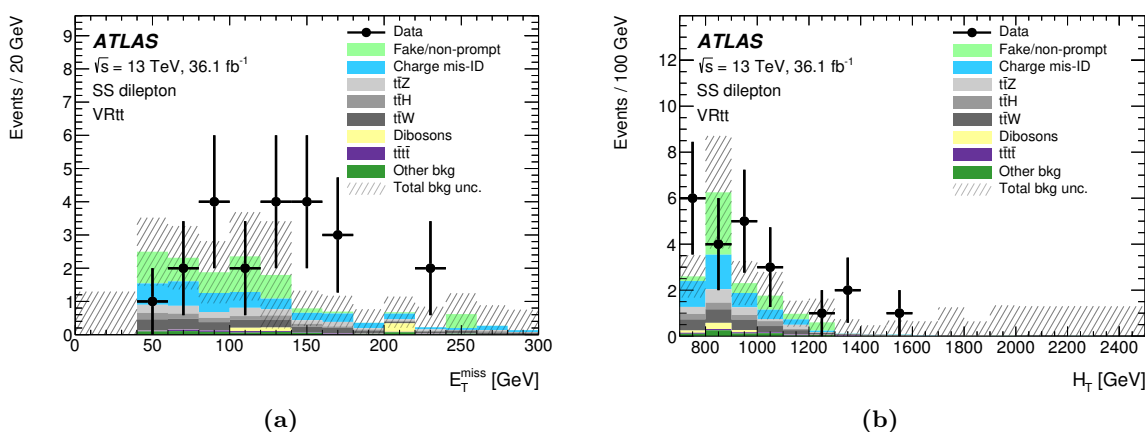 Events / 20 GeV
9
8
7
6
5
4
3
2
1
0
0 50 100 150 200 250 300
E_T^miss [GeV]
ATLAS
√s = 13 TeV, 36.1 fb⁻¹
SS dilepton
VRtt
Data
Fake/non-prompt
Charge mis-ID
tt̄Z
tt̄H
tt̄W
Dibosons
tt̄tt̄
Other bkg
Total bkg unc.
(a)
Events / 100 GeV
12
10
8
6
4
2
0
800 1000 1200 1400 1600 1800 2000 2200 2400
H_T [GeV]
ATLAS
√s = 13 TeV, 36.1 fb⁻¹
SS dilepton
VRtt
Data
Fake/non-prompt
Charge mis-ID
tt̄Z
tt̄H
tt̄W
Dibosons
tt̄tt̄
Other bkg
Total bkg unc.
(b)